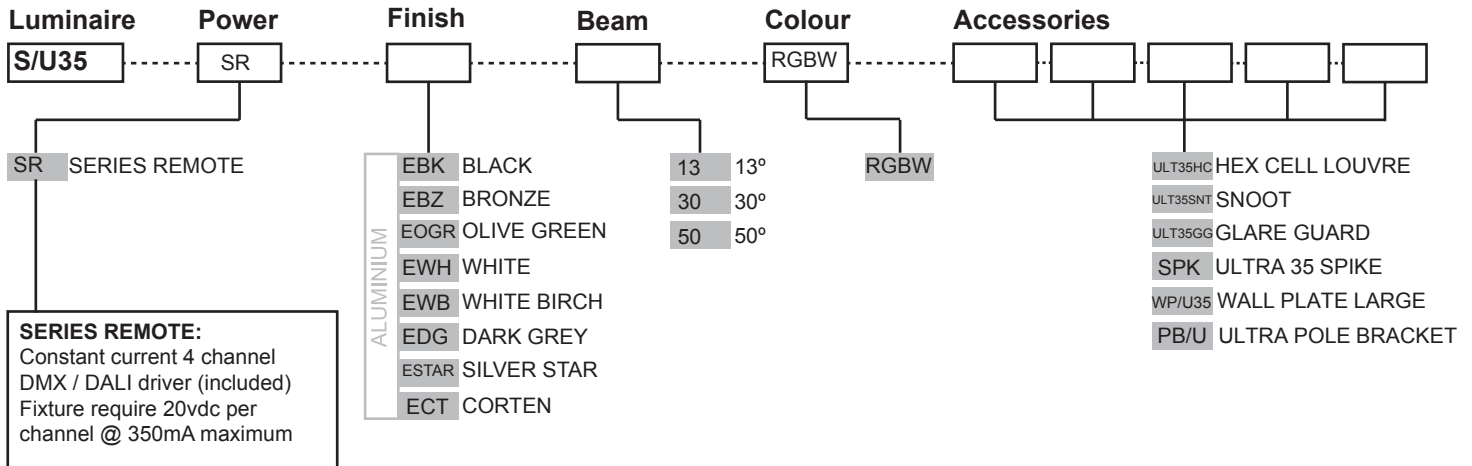 Luminaire Power Finish Beam Colour Accessories
S/U35 SR RGBW
SR SERIES REMOTE
SERIES REMOTE:
Constant current 4 channel
DMX / DALI driver (included)
Fixture require 20vdc per
channel @ 350mA maximum
ALUMINIUM
EBK BLACK
EBZ BRONZE
EOGR OLIVE GREEN
EWH WHITE
EWB WHITE BIRCH
EDG DARK GREY
ESTAR SILVER STAR
ECT CORTEN
13 13º
30 30º
50 50º
RGBW
ULT35HC HEX CELL LOUVRE
ULT35SNT SNOOT
ULT35GG GLARE GUARD
SPK ULTRA 35 SPIKE
WP/U35 WALL PLATE LARGE
PB/U ULTRA POLE BRACKET